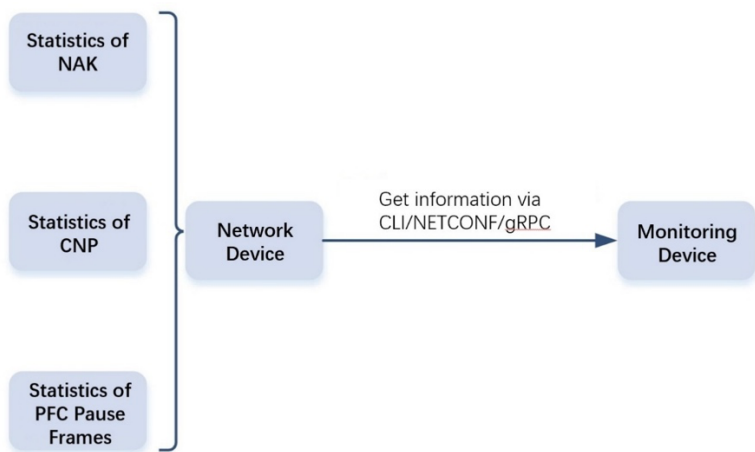 Statistics of
NAK
Statistics of
CNP
Statistics of
PFC Pause
Frames
Network
Device
Get information via
CLI/NETCONF/gRPC
Monitoring
Device